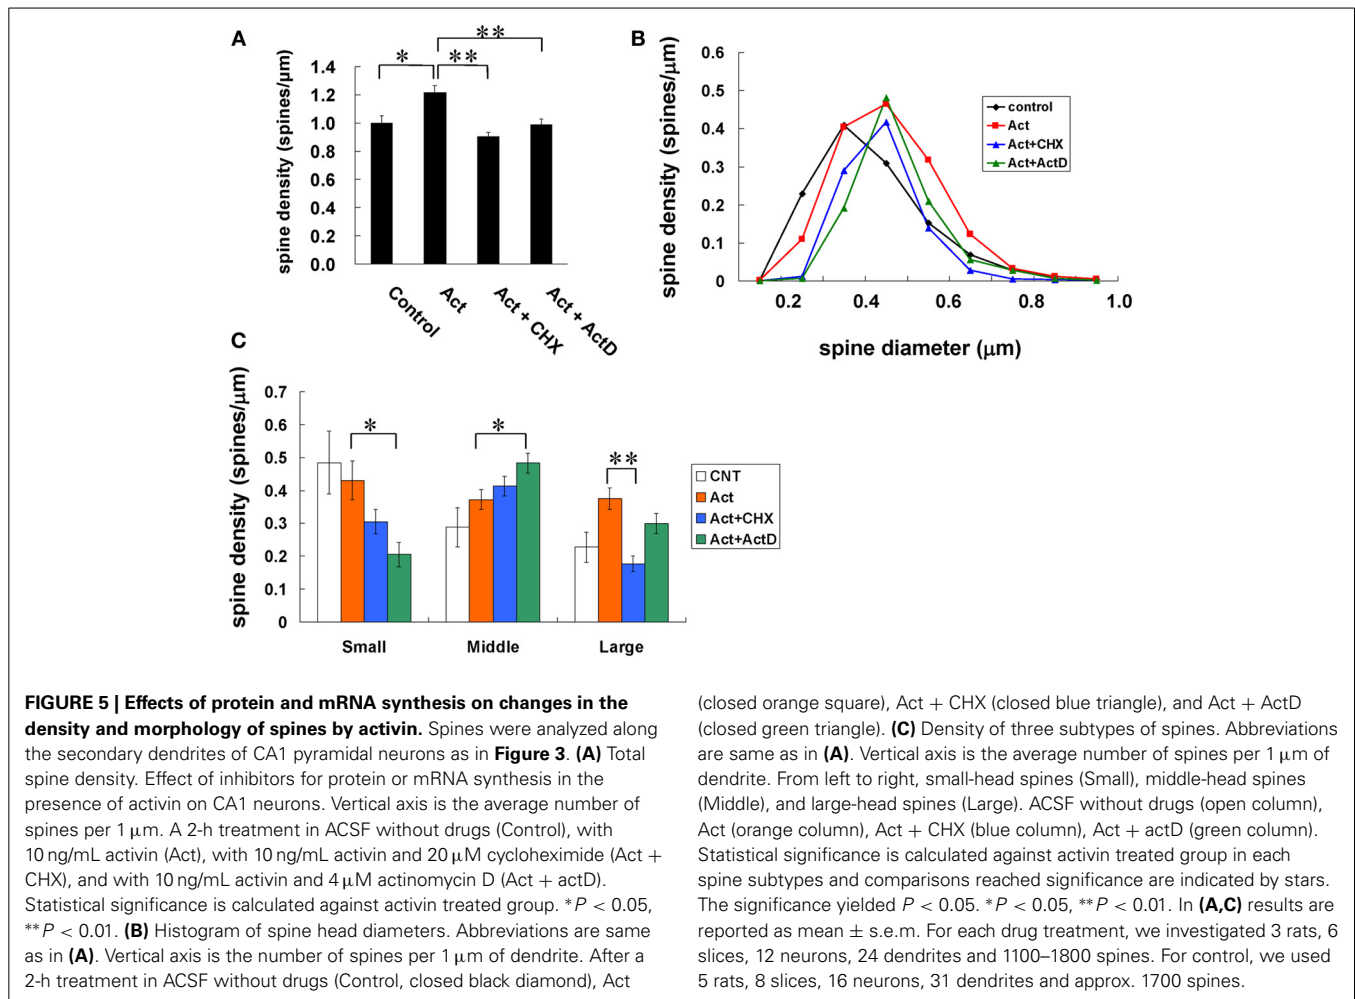 A
spine density (spines/μm)
1.4
1.2
1.0
0.8
0.6
0.4
0.2
0.0
*
**
**
Control
Act
Act + CHX
Act + ActD
B
spine density (spines/μm)
0.6
0.5
0.4
0.3
0.2
0.1
0
0.2
0.4
0.6
0.8
1.0
spine diameter (μm)
control
Act
Act+CHX
Act+ActD
C
spine density (spines/μm)
0.7
0.6
0.5
0.4
0.3
0.2
0.1
0
*
*
**
Small
Middle
Large
CNT
Act
Act+CHX
Act+ActD
FIGURE 5 | Effects of protein and mRNA synthesis on changes in the
density and morphology of spines by activin. Spines were analyzed along
the secondary dendrites of CA1 pyramidal neurons as in Figure 3. (A) Total
spine density. Effect of inhibitors for protein or mRNA synthesis in the
presence of activin on CA1 neurons. Vertical axis is the average number of
spines per 1 μm. A 2-h treatment in ACSF without drugs (Control), with
10 ng/mL activin (Act), with 10 ng/mL activin and 20 μM cycloheximide (Act +
CHX), and with 10 ng/mL activin and 4 μM actinomycin D (Act + actD).
Statistical significance is calculated against activin treated group. *P < 0.05,
**P < 0.01. (B) Histogram of spine head diameters. Abbreviations are same
as in (A). Vertical axis is the number of spines per 1 μm of dendrite. After a
2-h treatment in ACSF without drugs (Control, closed black diamond), Act
(closed orange square), Act + CHX (closed blue triangle), and Act + ActD
(closed green triangle). (C) Density of three subtypes of spines. Abbreviations
are same as in (A). Vertical axis is the average number of spines per 1 μm of
dendrite. From left to right, small-head spines (Small), middle-head spines
(Middle), and large-head spines (Large). ACSF without drugs (open column),
Act (orange column), Act + CHX (blue column), Act + actD (green column).
Statistical significance is calculated against activin treated group in each
spine subtypes and comparisons reached significance are indicated by stars.
The significance yielded P < 0.05. *P < 0.05, **P < 0.01. In (A,C) results are
reported as mean ± s.e.m. For each drug treatment, we investigated 3 rats, 6
slices, 12 neurons, 24 dendrites and 1100–1800 spines. For control, we used
5 rats, 8 slices, 16 neurons, 31 dendrites and approx. 1700 spines.